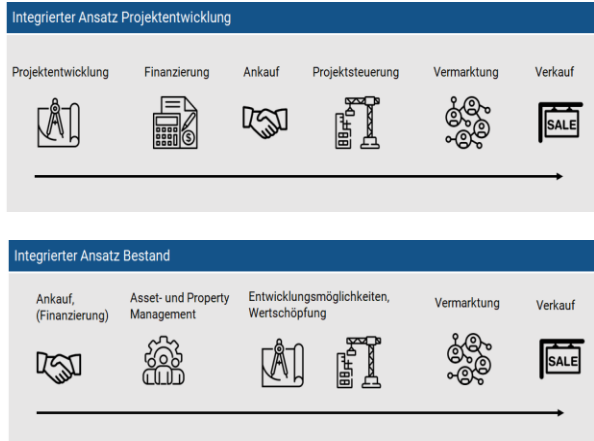 Integrierter Ansatz Projektentwicklung
Projektentwicklung
Finanzierung
Ankauf
Projektsteuerung
Vermarktung
Verkauf
$
SALE
Integrierter Ansatz Bestand
Ankauf,
(Finanzierung)
Asset- und Property
Management
Entwicklungsmöglichkeiten,
Wertschöpfung
Vermarktung
Verkauf
SALE